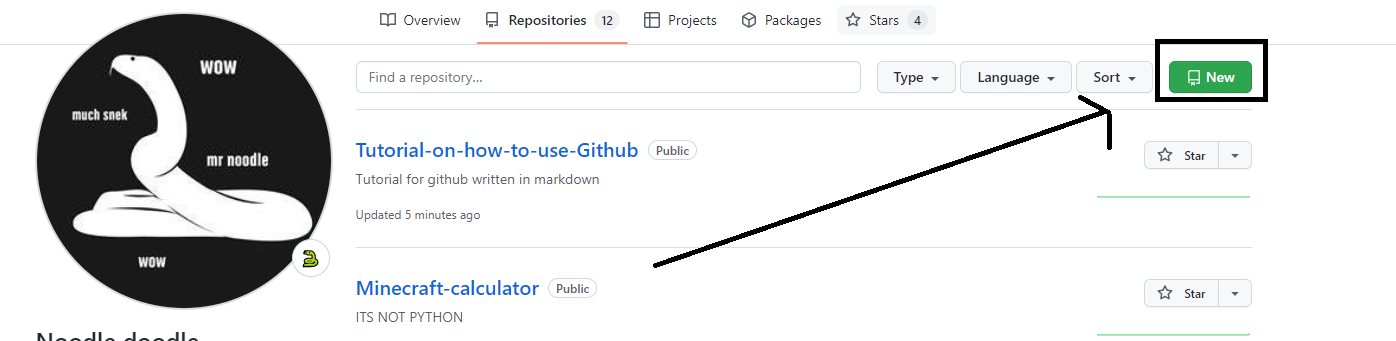 Overview
Repositories 12
Projects
Packages
Stars 4
WOW
much snek
mr noodle
WOW
Find a repository...
Type
Language
Sort
New
Tutorial-on-how-to-use-Github Public
Star
Tutorial for github written in markdown
Updated 5 minutes ago
Minecraft-calculator Public
Star
ITS NOT PYTHON
Noodle doodle